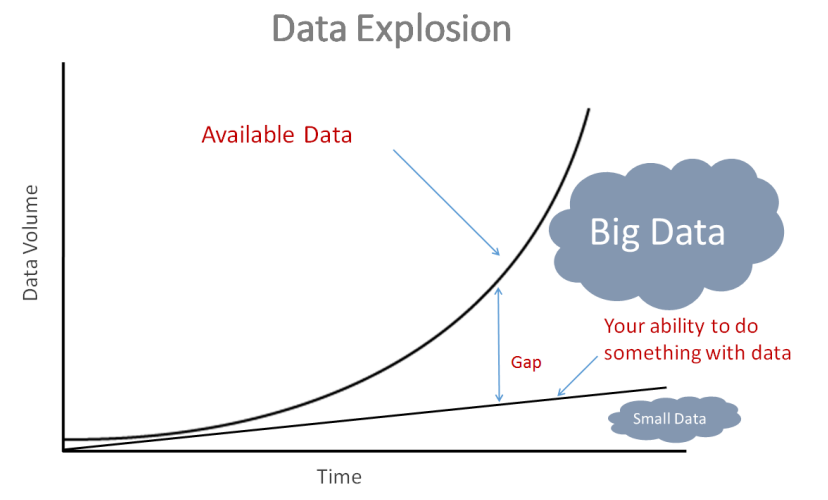 Data Explosion
Available Data
Data Volume
Big Data
Your ability to do
something with data
Gap
Small Data
Time